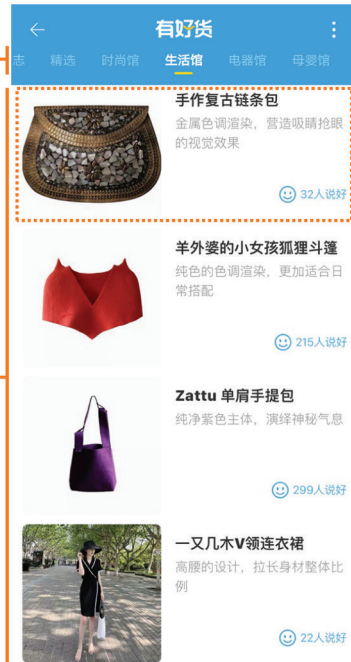 有好货
志 精选 时尚馆 生活馆 电器馆 母婴馆
手作复古链条包
金属色调渲染，营造吸睛抢眼
的视觉效果
32人说好
羊外婆的小女孩狐狸斗篷
纯色的色调渲染，更加适合日
常搭配
215人说好
Zattu 单肩手提包
纯净紫色主体，演绎神秘气息
299人说好
一又几木V领连衣裙
高腰的设计，拉长身材整体比
例
22人说好